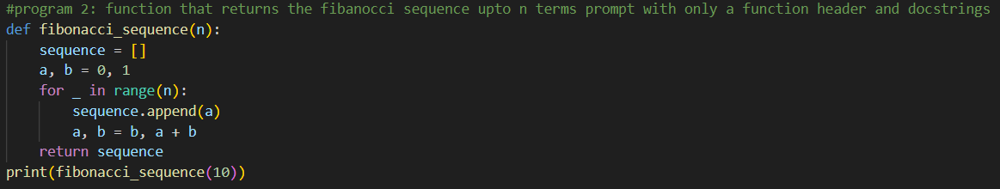 #program 2: function that returns the fibanocci sequence upto n terms prompt with only a function header and docstrings
def fibonacci_sequence(n):
    sequence = []
    a, b = 0, 1
    for _ in range(n):
        sequence.append(a)
        a, b = b, a + b
    return sequence
print(fibonacci_sequence(10))